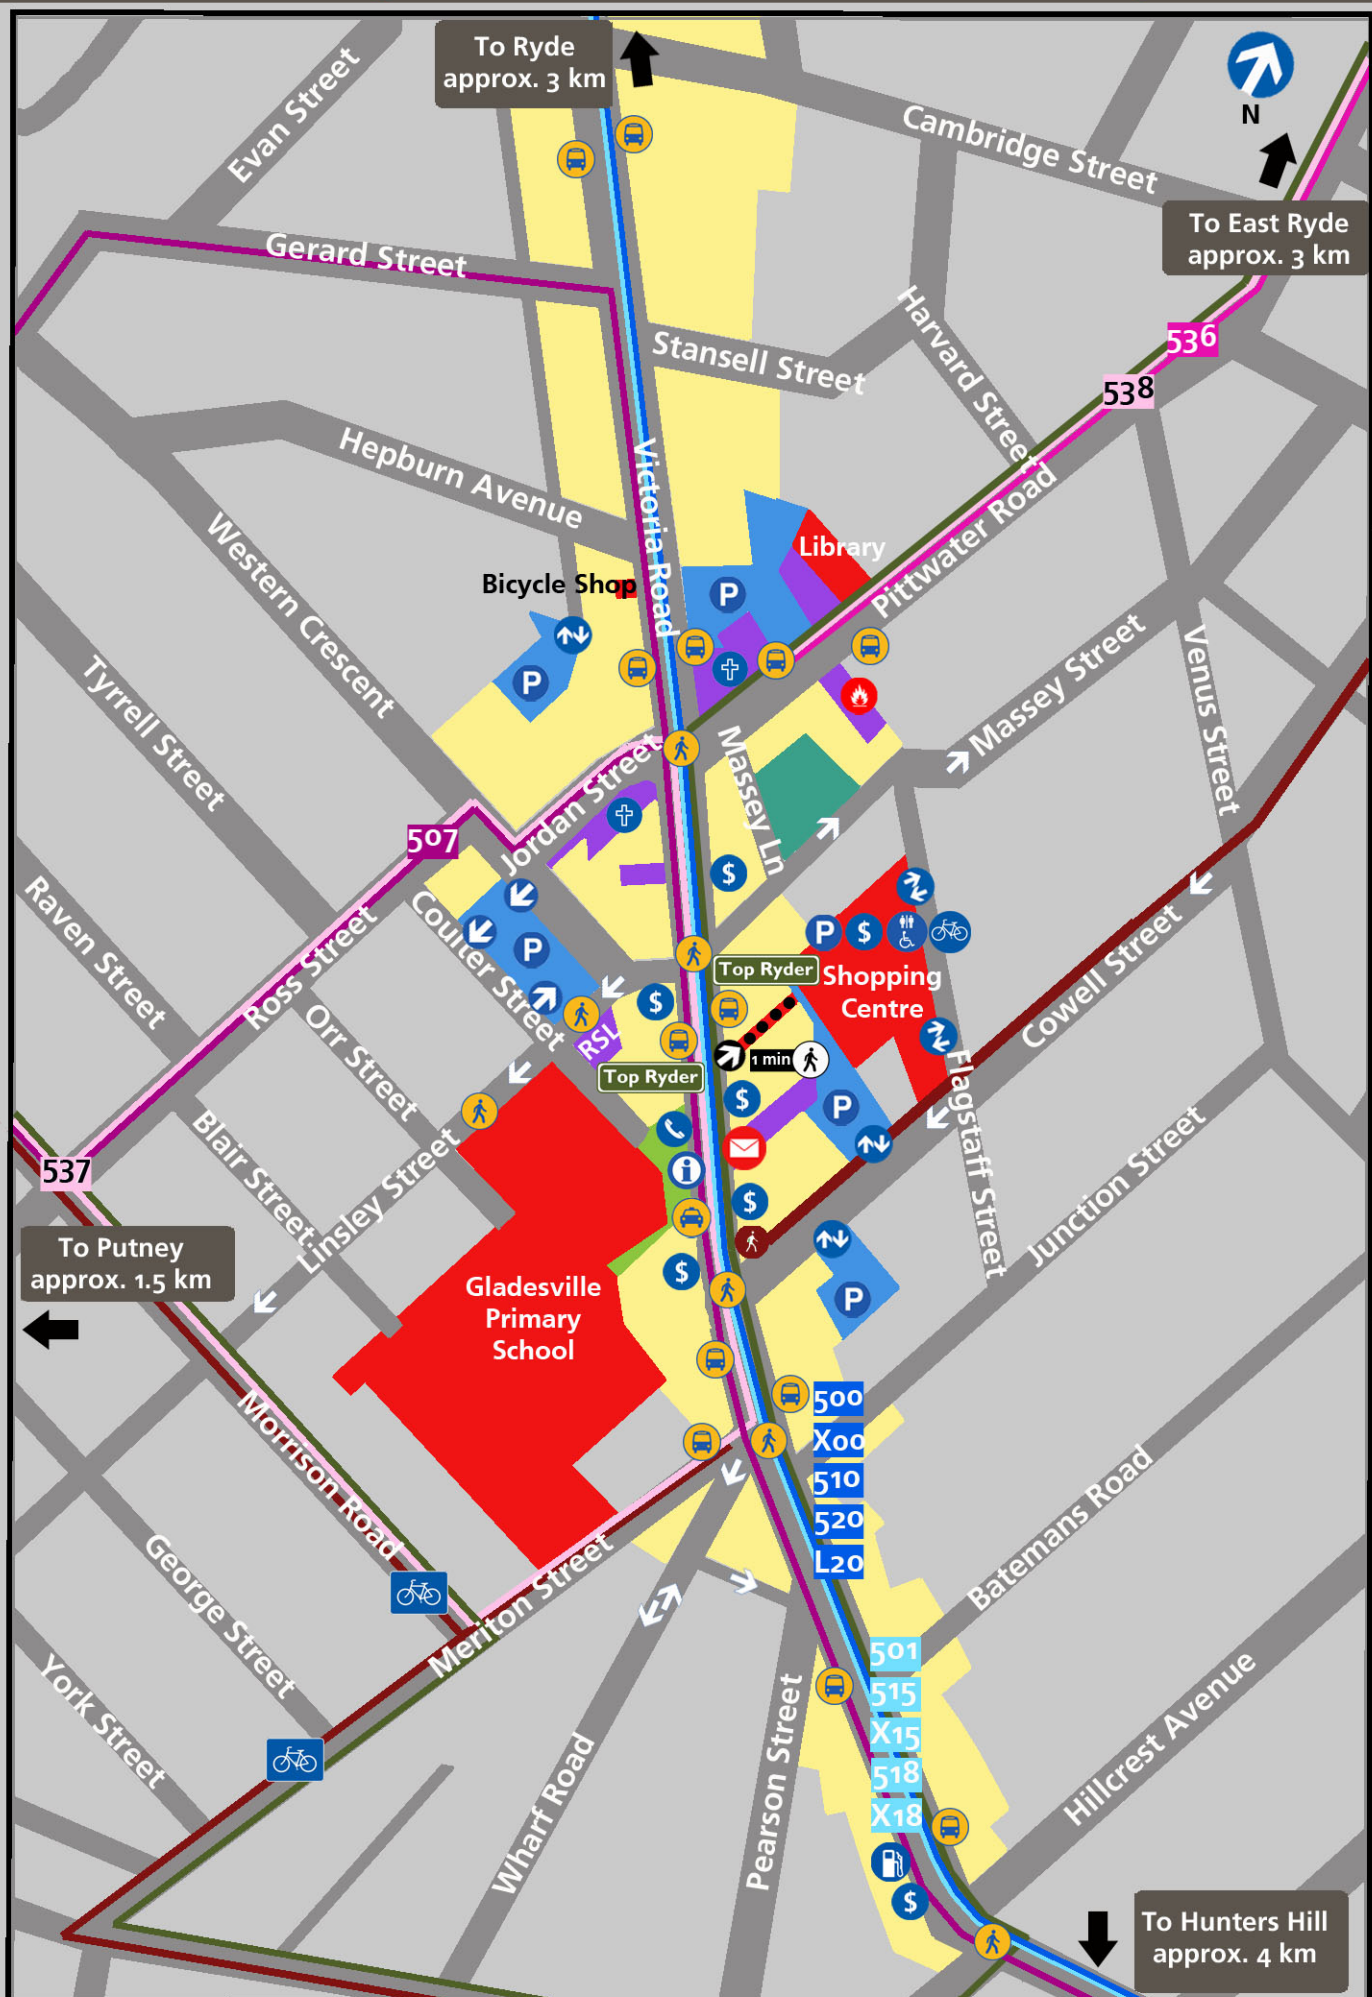 To Ryde
approx. 3 km
N
Evan Street
Cambridge Street
To East Ryde
approx. 3 km
Gerard Street
Stansell Street
Harvard Street
536
538
Hepburn Avenue
Victoria Road
Pittwater Road
Western Crescent
Library
Bicycle Shop
P
P
Tyrrell Street
Massey Street
Venus Street
Massey Ln
Jordan Street
507
$
Raven Street
Ross Street
Coulter Street
P
P
$
Top Ryder
Shopping
Centre
Cowell Street
Orr Street
$
RSL
1 min
Top Ryder
$
P
Flagstaff Street
Blair Street
Linsley Street
i
Junction Street
537
$
To Putney
approx. 1.5 km
$
Gladesville
Primary
School
P
500
X00
510
520
L20
Morrison Road
Meriton Street
Batemans Road
George Street
York Street
Wharf Road
Pearson Street
501
515
X15
518
X18
Hillcrest Avenue
$
To Hunters Hill
approx. 4 km